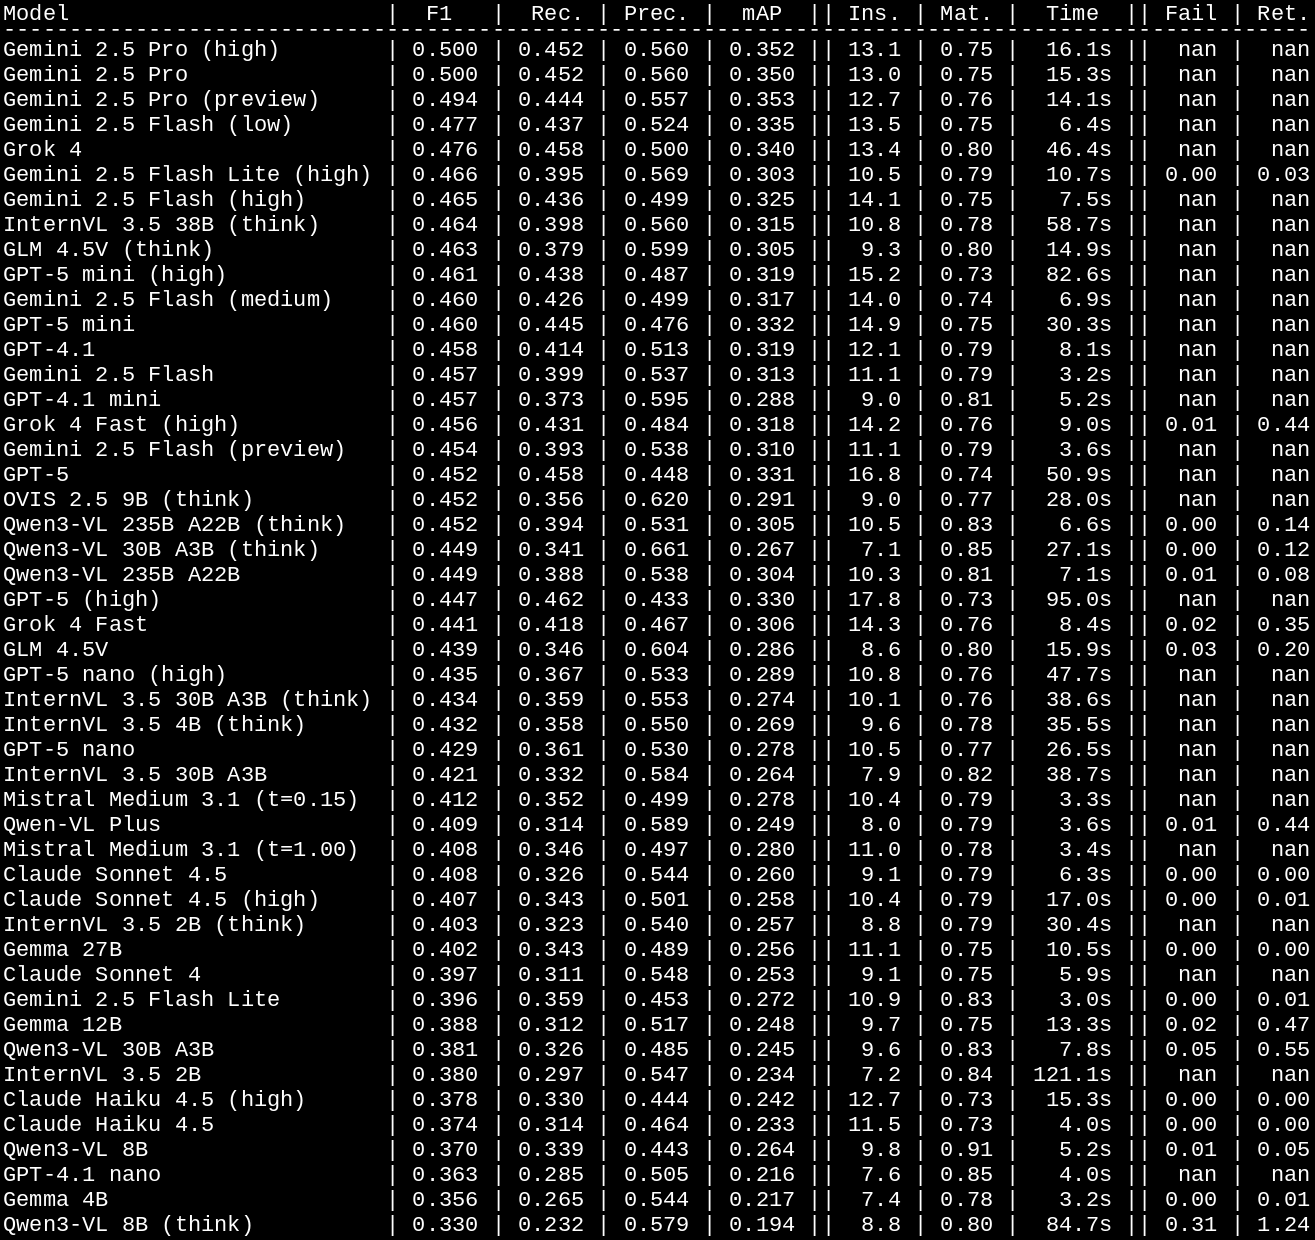 Model | F1 | Rec. | Prec. | mAP || Ins. | Mat. | Time || Fail | Ret.
---------------------------------------------------------------------------------------------------
Gemini 2.5 Pro (high) | 0.500 | 0.452 | 0.560 | 0.352 || 13.1 | 0.75 | 16.1s || nan | nan
Gemini 2.5 Pro | 0.500 | 0.452 | 0.560 | 0.350 || 13.0 | 0.75 | 15.3s || nan | nan
Gemini 2.5 Pro (preview) | 0.494 | 0.444 | 0.557 | 0.353 || 12.7 | 0.76 | 14.1s || nan | nan
Gemini 2.5 Flash (low) | 0.477 | 0.437 | 0.524 | 0.335 || 13.5 | 0.75 | 6.4s || nan | nan
Grok 4 | 0.476 | 0.458 | 0.500 | 0.340 || 13.4 | 0.80 | 46.4s || nan | nan
Gemini 2.5 Flash Lite (high) | 0.466 | 0.395 | 0.569 | 0.303 || 10.5 | 0.79 | 10.7s || 0.00 | 0.03
Gemini 2.5 Flash (high) | 0.465 | 0.436 | 0.499 | 0.325 || 14.1 | 0.75 | 7.5s || nan | nan
InternVL 3.5 38B (think) | 0.464 | 0.398 | 0.560 | 0.315 || 10.8 | 0.78 | 58.7s || nan | nan
GLM 4.5V (think) | 0.463 | 0.379 | 0.599 | 0.305 || 9.3 | 0.80 | 14.9s || nan | nan
GPT-5 mini (high) | 0.461 | 0.438 | 0.487 | 0.319 || 15.2 | 0.73 | 82.6s || nan | nan
Gemini 2.5 Flash (medium) | 0.460 | 0.426 | 0.499 | 0.317 || 14.0 | 0.74 | 6.9s || nan | nan
GPT-5 mini | 0.460 | 0.445 | 0.476 | 0.332 || 14.9 | 0.75 | 30.3s || nan | nan
GPT-4.1 | 0.458 | 0.414 | 0.513 | 0.319 || 12.1 | 0.79 | 8.1s || nan | nan
Gemini 2.5 Flash | 0.457 | 0.399 | 0.537 | 0.313 || 11.1 | 0.79 | 3.2s || nan | nan
GPT-4.1 mini | 0.457 | 0.373 | 0.595 | 0.288 || 9.0 | 0.81 | 5.2s || nan | nan
Grok 4 Fast (high) | 0.456 | 0.431 | 0.484 | 0.318 || 14.2 | 0.76 | 9.0s || 0.01 | 0.44
Gemini 2.5 Flash (preview) | 0.454 | 0.393 | 0.538 | 0.310 || 11.1 | 0.79 | 3.6s || nan | nan
GPT-5 | 0.452 | 0.458 | 0.448 | 0.331 || 16.8 | 0.74 | 50.9s || nan | nan
OVIS 2.5 9B (think) | 0.452 | 0.356 | 0.620 | 0.291 || 9.0 | 0.77 | 28.0s || nan | nan
Qwen3-VL 235B A22B (think) | 0.452 | 0.394 | 0.531 | 0.305 || 10.5 | 0.83 | 6.6s || 0.00 | 0.14
Qwen3-VL 30B A3B (think) | 0.449 | 0.341 | 0.661 | 0.267 || 7.1 | 0.85 | 27.1s || 0.00 | 0.12
Qwen3-VL 235B A22B | 0.449 | 0.388 | 0.538 | 0.304 || 10.3 | 0.81 | 7.1s || 0.01 | 0.08
GPT-5 (high) | 0.447 | 0.462 | 0.433 | 0.330 || 17.8 | 0.73 | 95.0s || nan | nan
Grok 4 Fast | 0.441 | 0.418 | 0.467 | 0.306 || 14.3 | 0.76 | 8.4s || 0.02 | 0.35
GLM 4.5V | 0.439 | 0.346 | 0.604 | 0.286 || 8.6 | 0.80 | 15.9s || 0.03 | 0.20
GPT-5 nano (high) | 0.435 | 0.367 | 0.533 | 0.289 || 10.8 | 0.76 | 47.7s || nan | nan
InternVL 3.5 30B A3B (think) | 0.434 | 0.359 | 0.553 | 0.274 || 10.1 | 0.76 | 38.6s || nan | nan
InternVL 3.5 4B (think) | 0.432 | 0.358 | 0.550 | 0.269 || 9.6 | 0.78 | 35.5s || nan | nan
GPT-5 nano | 0.429 | 0.361 | 0.530 | 0.278 || 10.5 | 0.77 | 26.5s || nan | nan
InternVL 3.5 30B A3B | 0.421 | 0.332 | 0.584 | 0.264 || 7.9 | 0.82 | 38.7s || nan | nan
Mistral Medium 3.1 (t=0.15) | 0.412 | 0.352 | 0.499 | 0.278 || 10.4 | 0.79 | 3.3s || nan | nan
Qwen-VL Plus | 0.409 | 0.314 | 0.589 | 0.249 || 8.0 | 0.79 | 3.6s || 0.01 | 0.44
Mistral Medium 3.1 (t=1.00) | 0.408 | 0.346 | 0.497 | 0.280 || 11.0 | 0.78 | 3.4s || nan | nan
Claude Sonnet 4.5 | 0.408 | 0.326 | 0.544 | 0.260 || 9.1 | 0.79 | 6.3s || 0.00 | 0.00
Claude Sonnet 4.5 (high) | 0.407 | 0.343 | 0.501 | 0.258 || 10.4 | 0.79 | 17.0s || 0.00 | 0.01
InternVL 3.5 2B (think) | 0.403 | 0.323 | 0.540 | 0.257 || 8.8 | 0.79 | 30.4s || nan | nan
Gemma 27B | 0.402 | 0.343 | 0.489 | 0.256 || 11.1 | 0.75 | 10.5s || 0.00 | 0.00
Claude Sonnet 4 | 0.397 | 0.311 | 0.548 | 0.253 || 9.1 | 0.75 | 5.9s || nan | nan
Gemini 2.5 Flash Lite | 0.396 | 0.359 | 0.453 | 0.272 || 10.9 | 0.83 | 3.0s || 0.00 | 0.01
Gemma 12B | 0.388 | 0.312 | 0.517 | 0.248 || 9.7 | 0.75 | 13.3s || 0.02 | 0.47
Qwen3-VL 30B A3B | 0.381 | 0.326 | 0.485 | 0.245 || 9.6 | 0.83 | 7.8s || 0.05 | 0.55
InternVL 3.5 2B | 0.380 | 0.297 | 0.547 | 0.234 || 7.2 | 0.84 | 121.1s || nan | nan
Claude Haiku 4.5 (high) | 0.378 | 0.330 | 0.444 | 0.242 || 12.7 | 0.73 | 15.3s || 0.00 | 0.00
Claude Haiku 4.5 | 0.374 | 0.314 | 0.464 | 0.233 || 11.5 | 0.73 | 4.0s || 0.00 | 0.00
Qwen3-VL 8B | 0.370 | 0.339 | 0.443 | 0.264 || 9.8 | 0.91 | 5.2s || 0.01 | 0.05
GPT-4.1 nano | 0.363 | 0.285 | 0.505 | 0.216 || 7.6 | 0.85 | 4.0s || nan | nan
Gemma 4B | 0.356 | 0.265 | 0.544 | 0.217 || 7.4 | 0.78 | 3.2s || 0.00 | 0.01
Qwen3-VL 8B (think) | 0.330 | 0.232 | 0.579 | 0.194 || 8.8 | 0.80 | 84.7s || 0.31 | 1.24